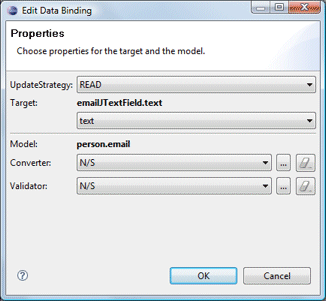 Edit Data Binding
Properties
Choose properties for the target and the model.
UpdateStrategy: READ
Target: emailJTextField.text
text
Model: person.email
Converter: N/S ...
Validator: N/S ...
? OK Cancel